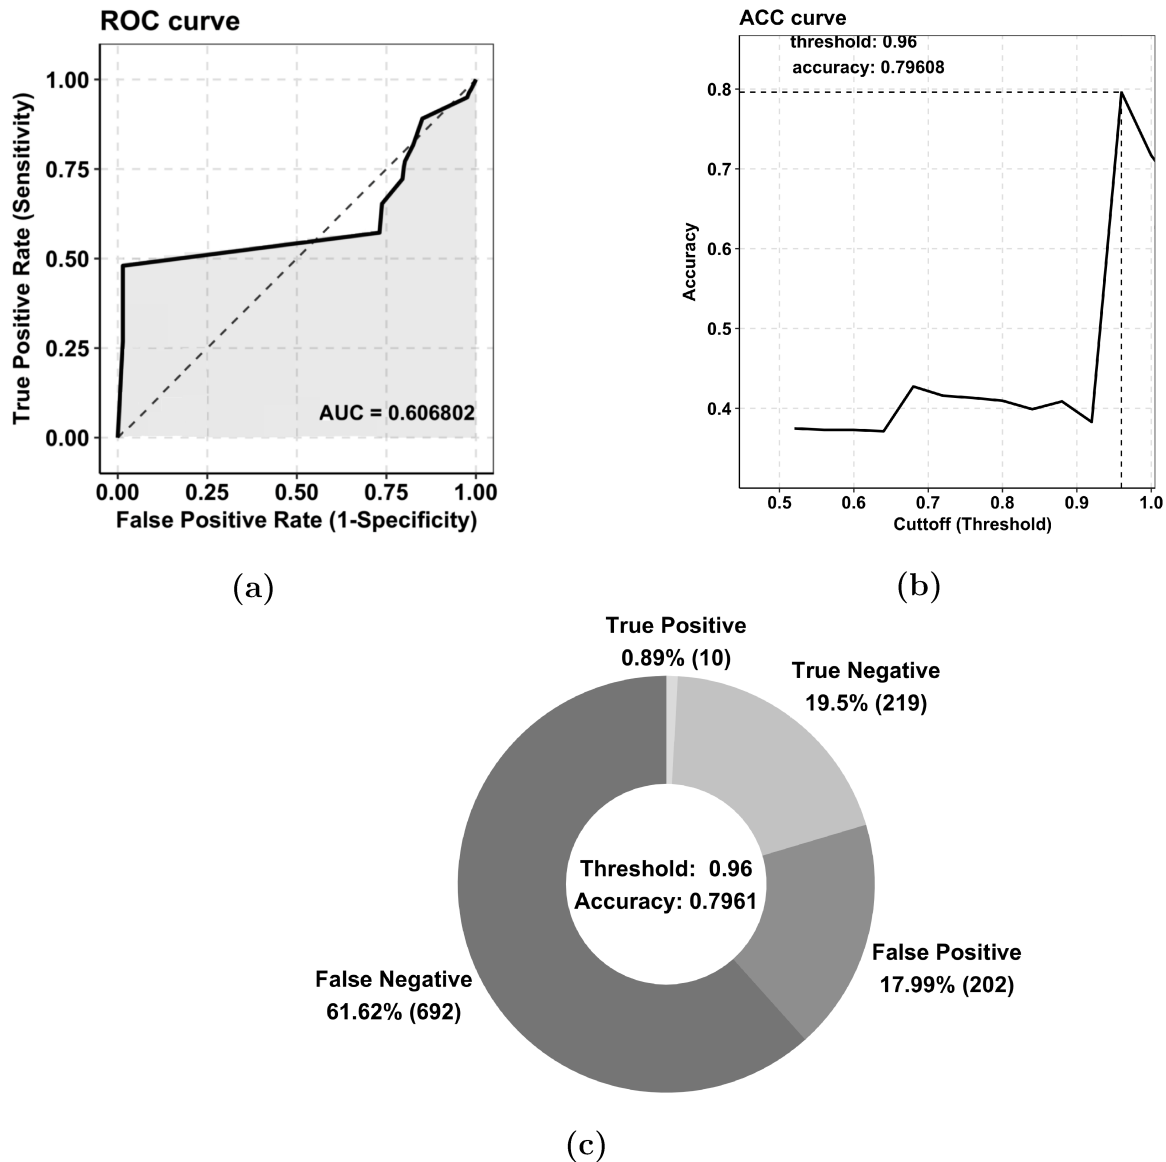 ROC curve
1.00
0.75
0.50
0.25
0.00
True Positive Rate (Sensitivity)
AUC = 0.606802
0.00 0.25 0.50 0.75 1.00
False Positive Rate (1-Specificity)
(a)
ACC curve
threshold: 0.96
accuracy: 0.79608
0.8
0.7
0.6
0.5
0.4
Accuracy
0.5 0.6 0.7 0.8 0.9 1.0
Cuttoff (Threshold)
(b)
True Positive
0.89% (10)
True Negative
19.5% (219)
Threshold: 0.96
Accuracy: 0.7961
False Positive
17.99% (202)
False Negative
61.62% (692)
(c)